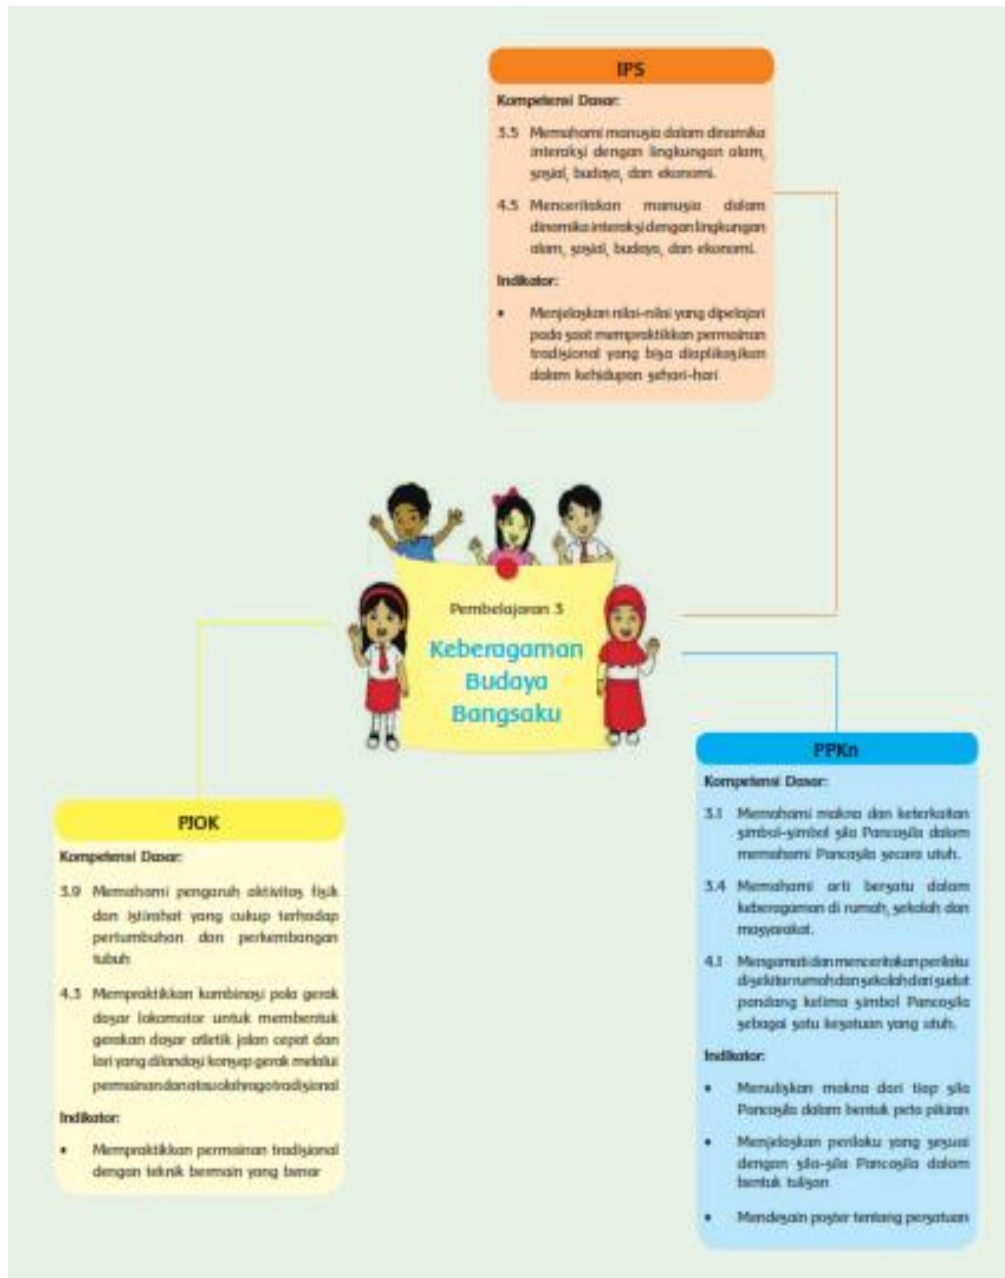 IPS
Kompetensi Dasar:
3.5 Memahami manusia dalam dinamika
interaksi dengan lingkungan alam,
sosial, budaya, dan ekonomi.
4.5 Menceritakan manusia dalam
dinamika interaksi dengan lingkungan
alam, sosial, budaya, dan ekonomi.
Indikator:
• Menjelaskan nilai-nilai yang dipelajari
pada saat mempraktikkan permainan
tradisional yang bisa diaplikasikan
dalam kehidupan sehari-hari
Pembelajaran 3
Keberagaman
Budaya
Bangsaku
PJOK
Kompetensi Dasar:
3.9 Memahami pengaruh aktivitas fisik
dan istirahat yang cukup terhadap
pertumbuhan dan perkembangan
tubuh
4.3 Mempraktikkan kombinasi pola gerak
dasar lokomotor untuk membentuk
gerakan dasar atletik jalan cepat dan
lari yang dilandasi konsep gerak melalui
permainan dan atau olahraga tradisional
Indikator:
• Mempraktikkan permainan tradisional
dengan teknik bermain yang benar
PPKn
Kompetensi Dasar:
3.1 Memahami makna dan keterkaitan
simbol-simbol sila Pancasila dalam
memahami Pancasila secara utuh.
3.4 Memahami arti bersatu dalam
keberagaman di rumah, sekolah dan
masyarakat.
4.1 Mengamati dan menceritakan perilaku
disekitar rumah dan sekolah dari sudut
pandang kelima simbol Pancasila
sebagai satu kesatuan yang utuh.
Indikator:
• Menuliskan makna dari tiap sila
Pancasila dalam bentuk peta pikiran
• Menjelaskan perilaku yang sesuai
dengan sila-sila Pancasila dalam
bentuk tulisan
• Mendesain poster tentang persatuan